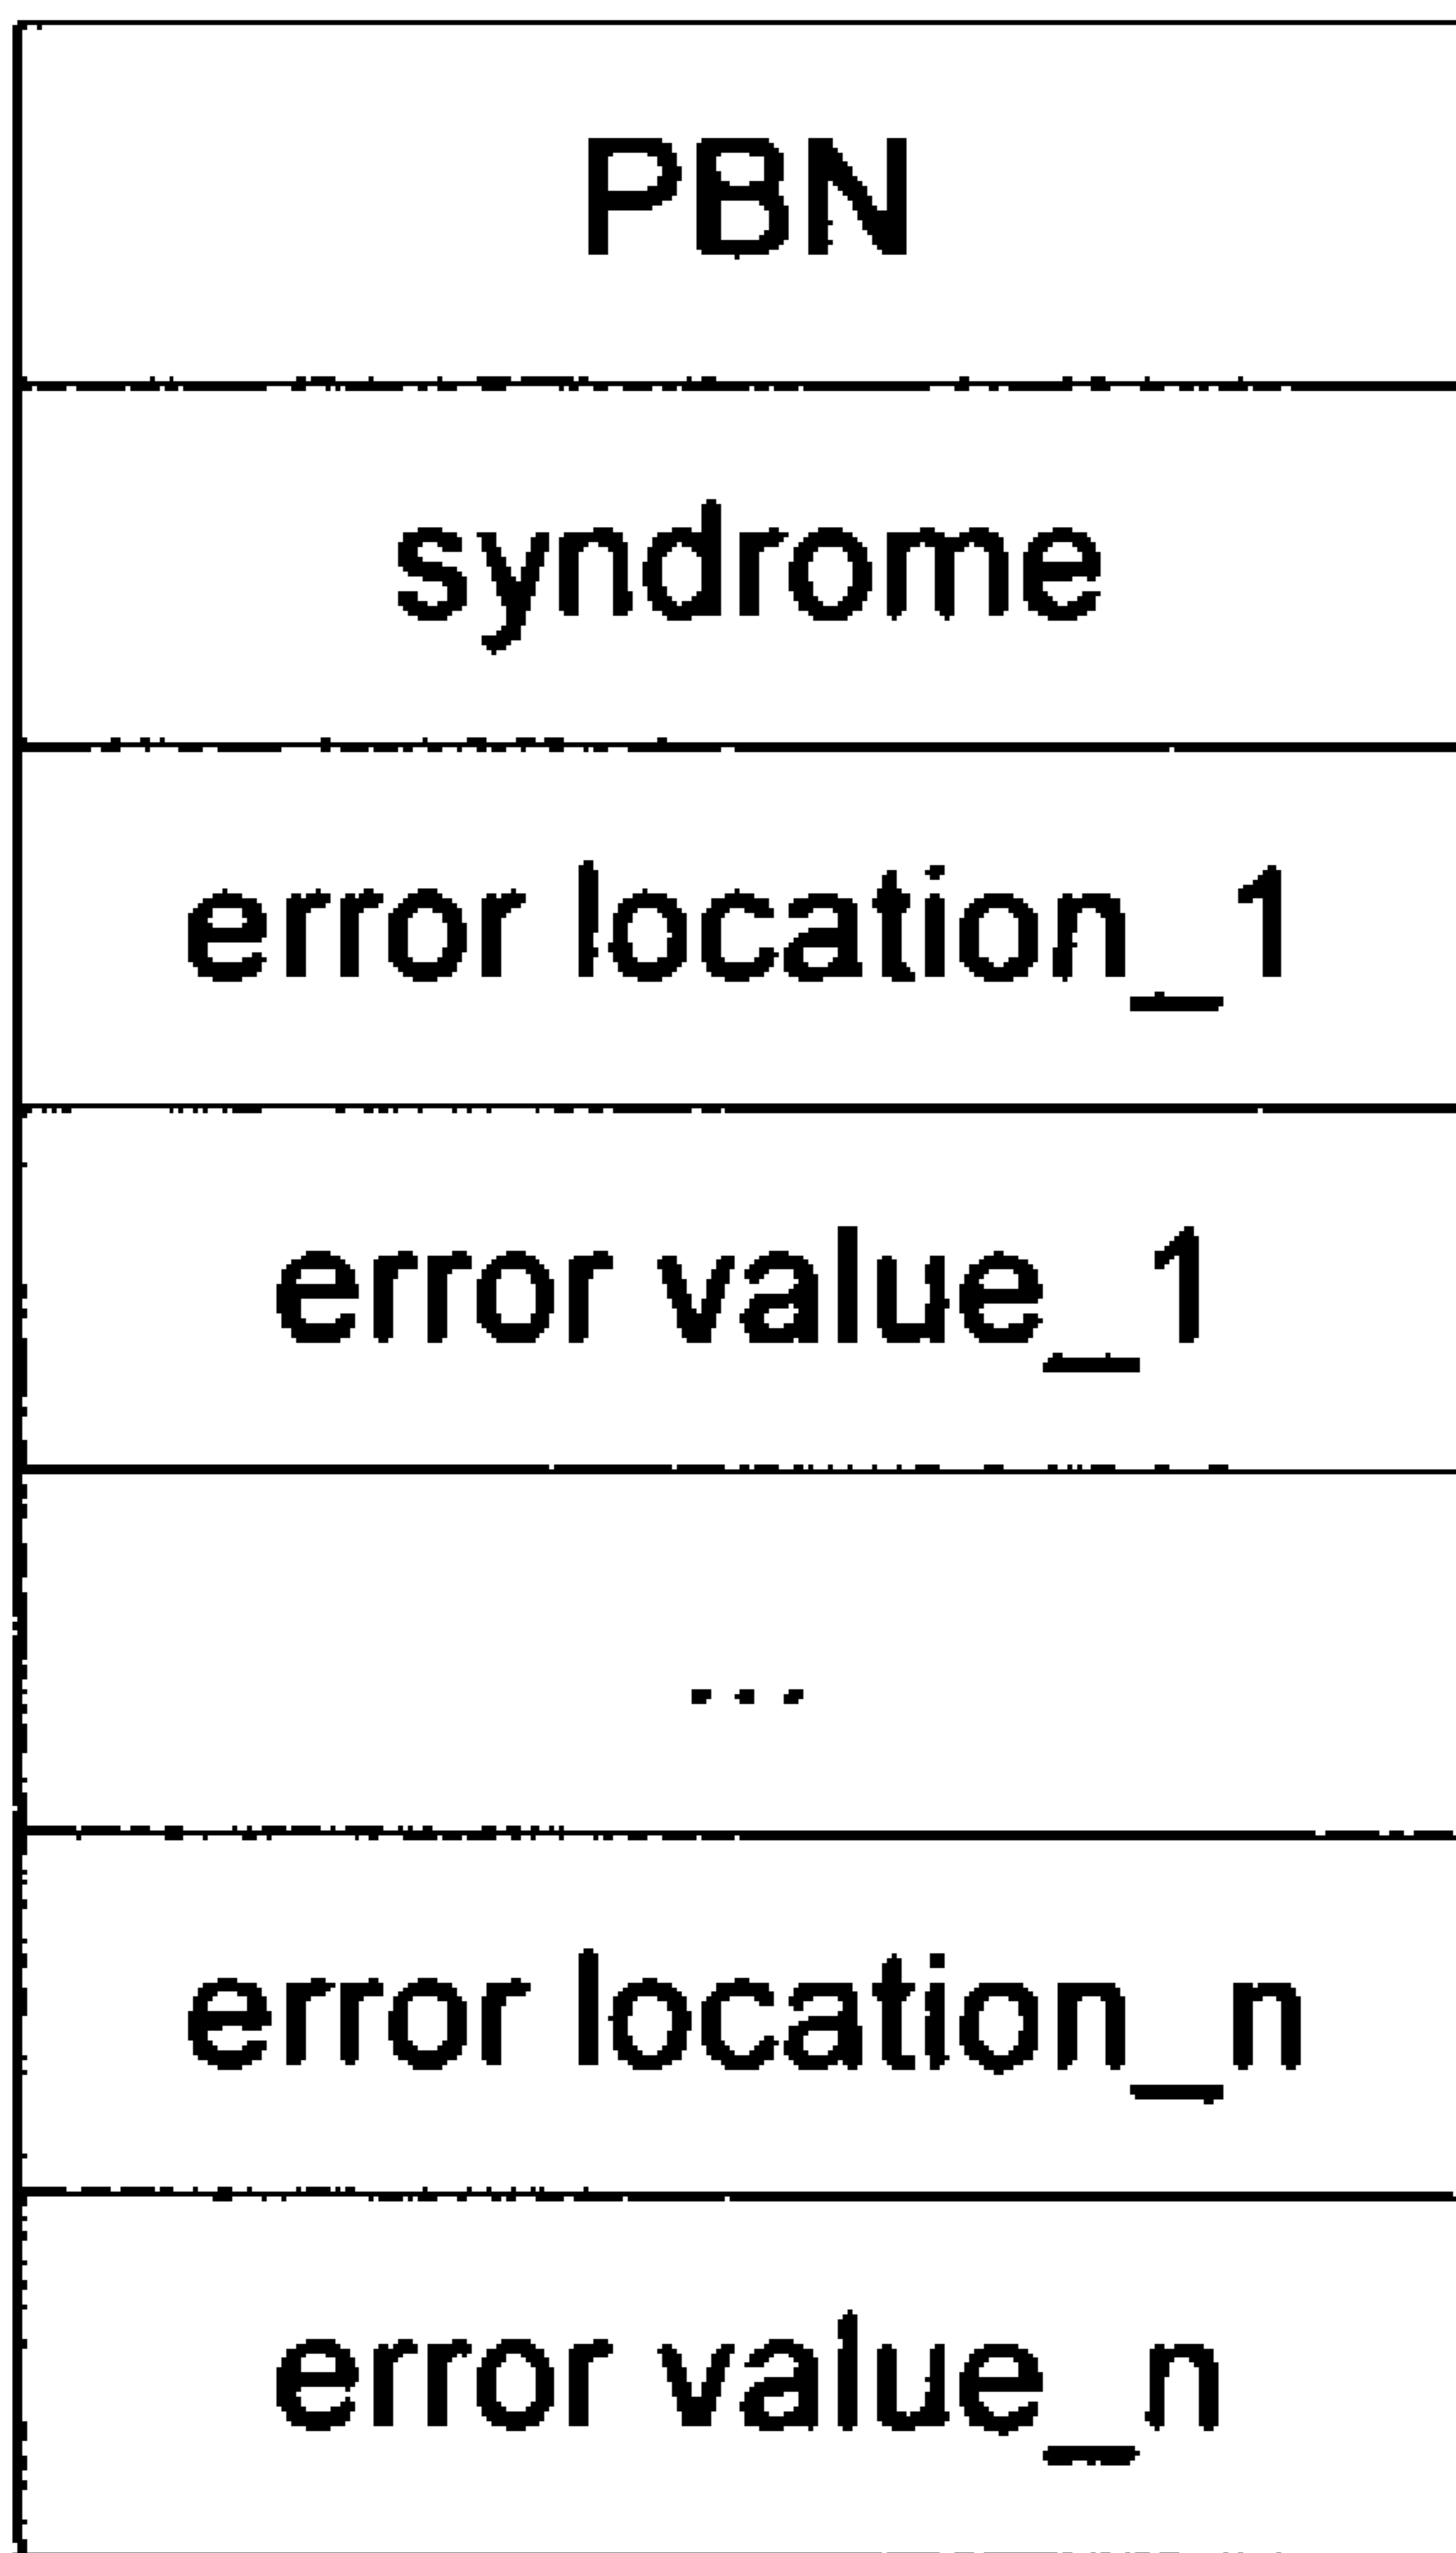 PBN
syndrome
error location_1
error value_1
...
error location_n
error value_n